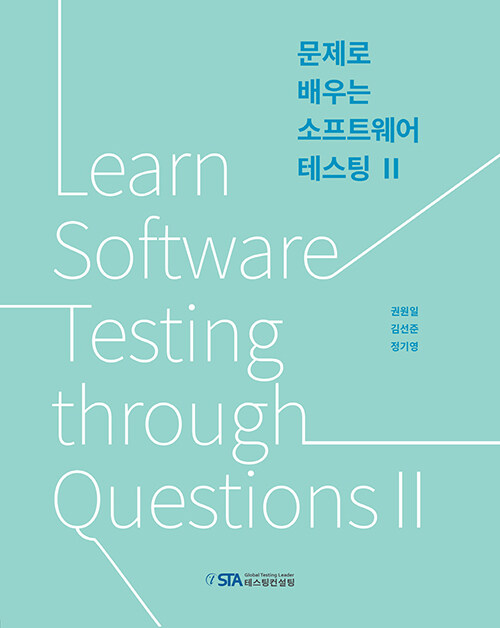 문제로
배우는
소프트웨어
테스팅 II
Learn
Software
Testing
through
Questions II
권원일
김선준
정기영
STA
Global Testing Leader
테스팅컨설팅